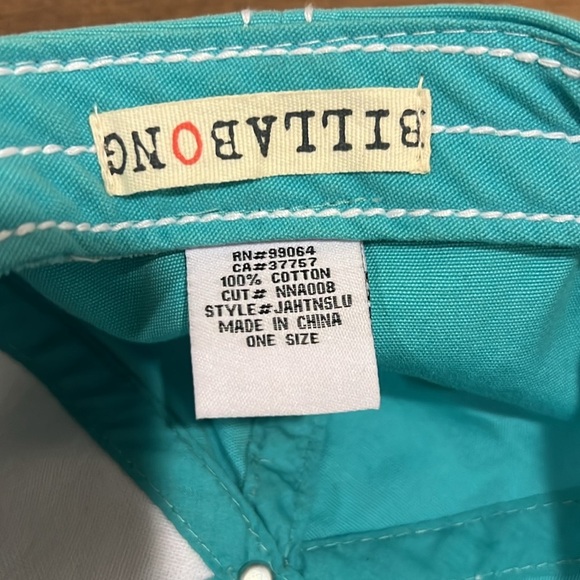 BILLABONG
RN#99064
CA#37757
100% COTTON
CUT# NNA008
STYLE#JAHTNSLU
MADE IN CHINA
ONE SIZE